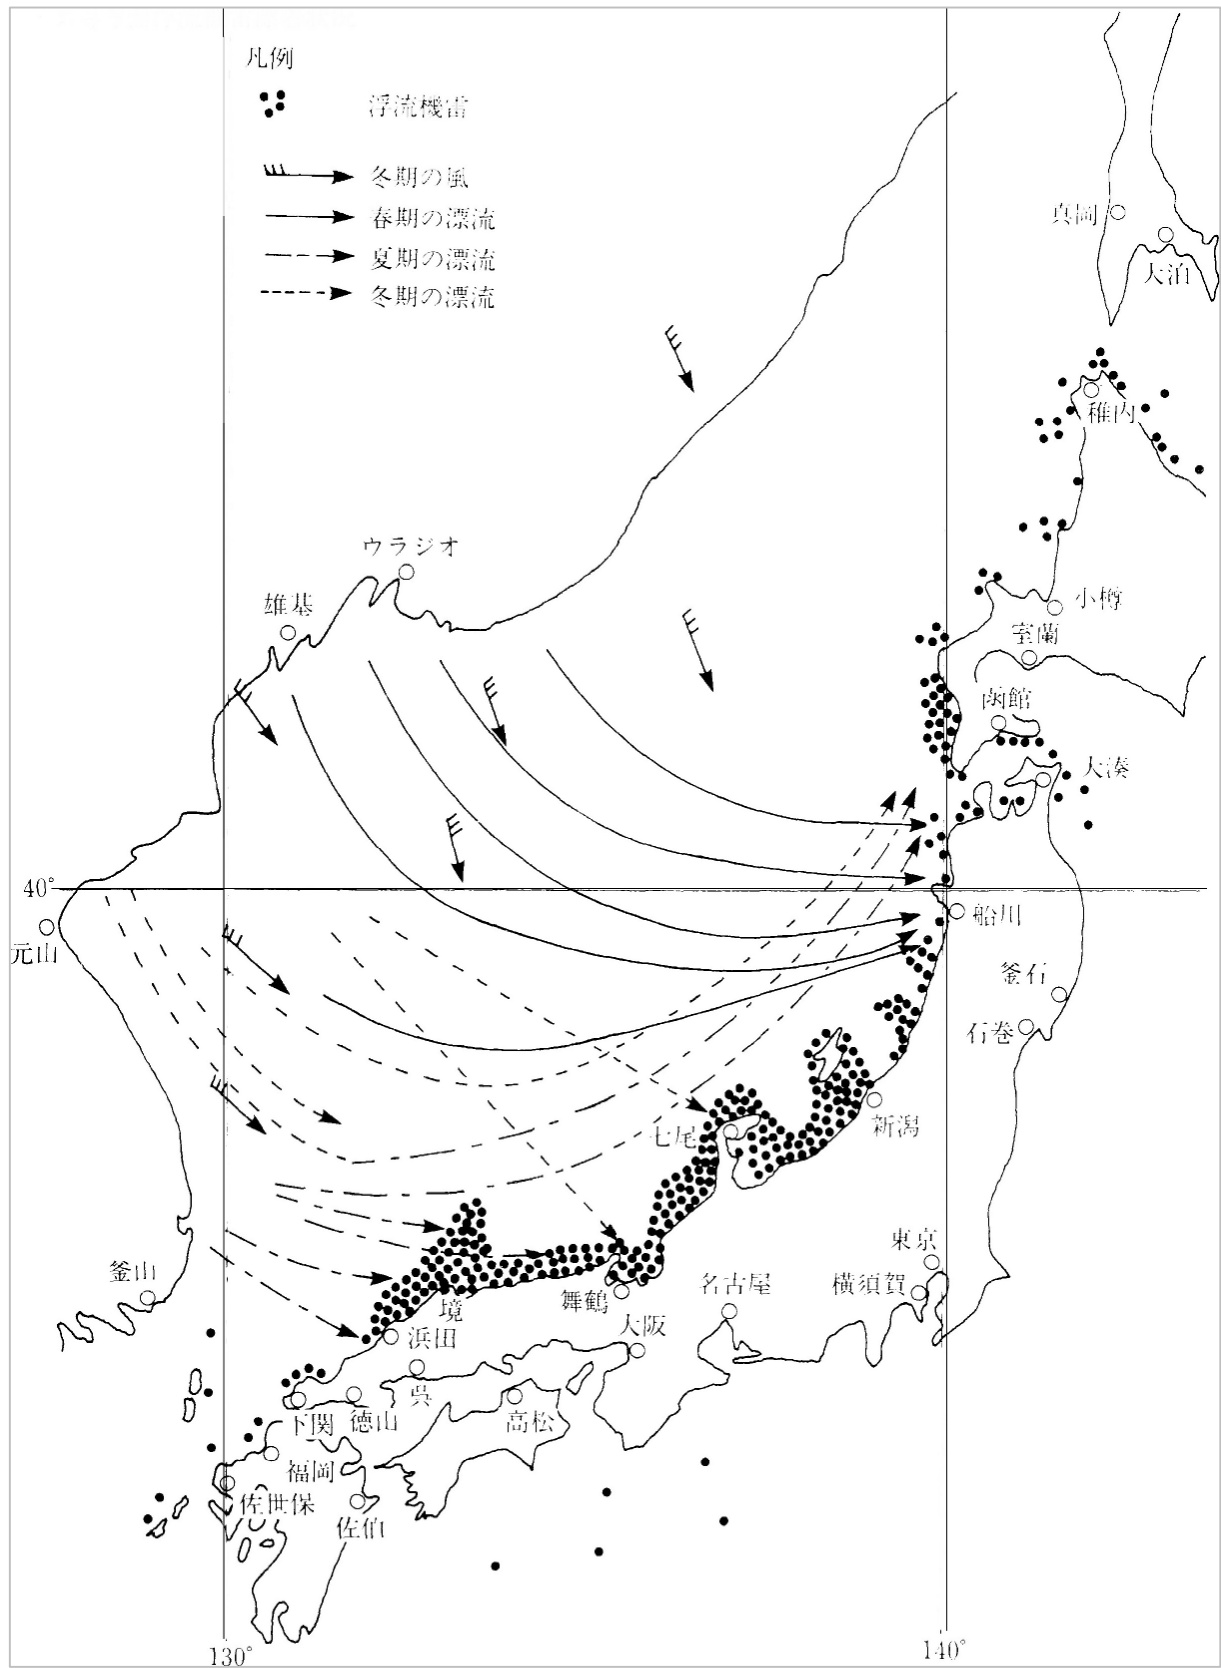 凡例
浮流機雷
冬期の風
春期の漂流
夏期の漂流
冬期の漂流
真岡
大泊
稚内
ウラジオ
雄基
小樽
室蘭
函館
大湊
40°
元山
船川
釜石
石巻
新潟
七尾
東京
釜山
舞鶴
名古屋
横須賀
境
浜田
大阪
呉
下関
徳山
高松
福岡
佐世保
佐伯
130°
140°